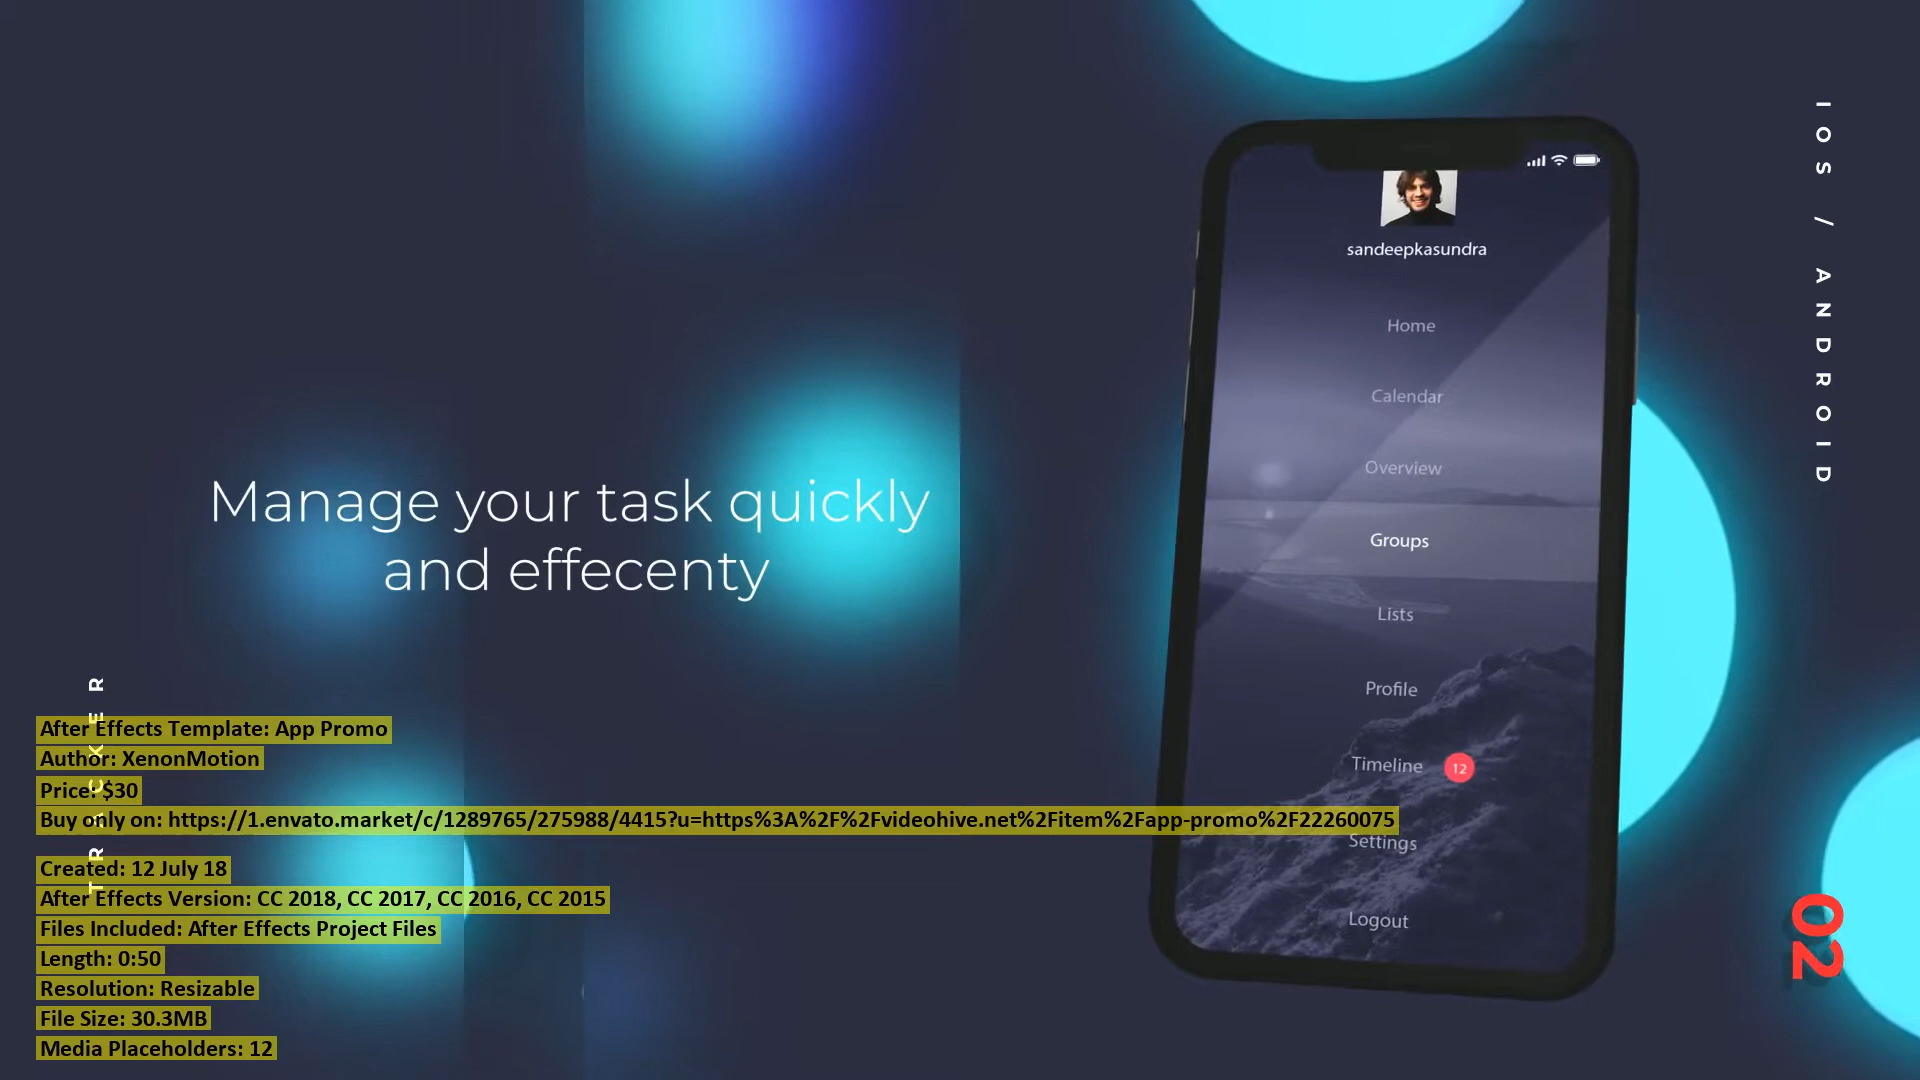 IOS / ANDROID
sandeepkasundra
Home
Calendar
Overview
Groups
Lists
Profile
Timeline 12
Settings
Logout
Manage your task quickly
and effecenty
TRACKER
After Effects Template: App Promo
Author: XenonMotion
Price: $30
Buy only on: https://1.envato.market/c/1289765/275988/4415?u=https%3A%2F%2Fvideohive.net%2Fitem%2Fapp-promo%2F22260075
Created: 12 July 18
After Effects Version: CC 2018, CC 2017, CC 2016, CC 2015
Files Included: After Effects Project Files
Length: 0:50
Resolution: Resizable
File Size: 30.3MB
Media Placeholders: 12
02